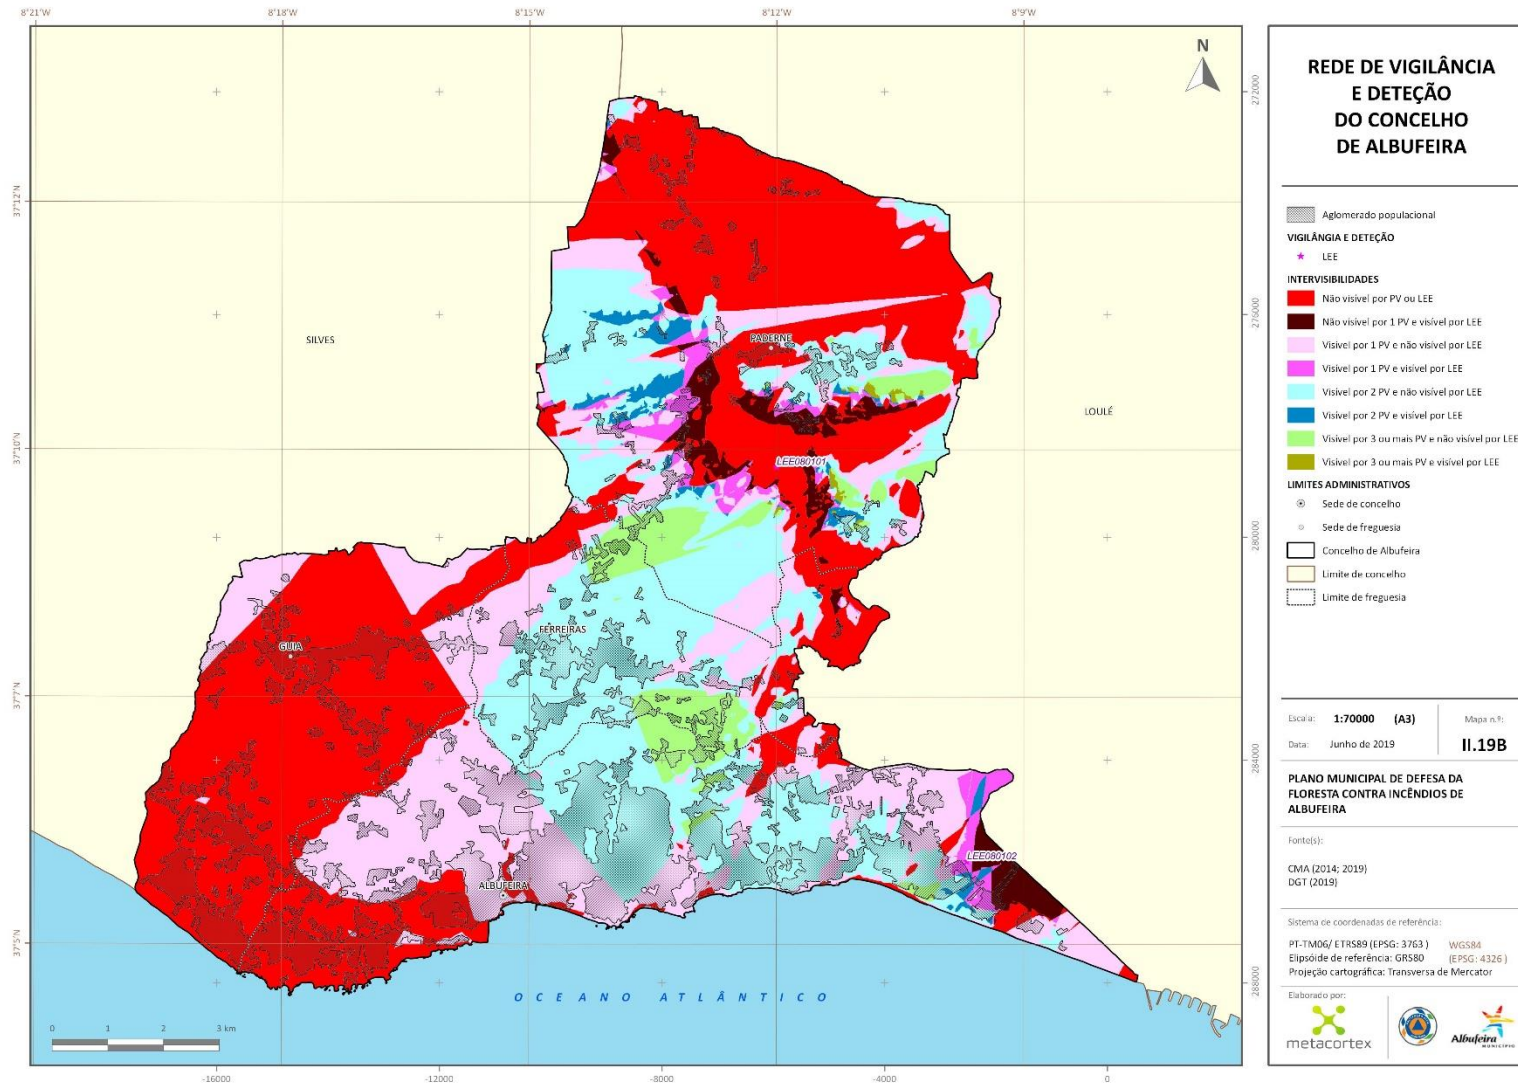 8°21'W 8°18'W 8°15'W 8°12'W 8°9'W
N
37°12'N
37°10'N
37°7'N
37°5'N
272000
276000
280000
284000
288000
SILVES
LOULÉ
PADERNE
LEE080101
FERREIRAS
GUIA
LEE080102
ALBUFEIRA
OCEANO ATLÂNTICO
0 1 2 3 km
-16000 -12000 -8000 -4000 0
REDE DE VIGILÂNCIA
E DETEÇÃO
DO CONCELHO
DE ALBUFEIRA
Aglomerado populacional
VIGILÂNGIA E DETEÇÃO
LEE
INTERVISIBILIDADES
Não visível por PV ou LEE
Não visível por 1 PV e visível por LEE
Visível por 1 PV e não visível por LEE
Visível por 1 PV e visível por LEE
Visível por 2 PV e não visível por LEE
Visível por 2 PV e visível por LEE
Visível por 3 ou mais PV e não visível por LEE
Visível por 3 ou mais PV e visível por LEE
LIMITES ADMINISTRATIVOS
Sede de concelho
Sede de freguesia
Concelho de Albufeira
Limite de concelho
Limite de freguesia
Escala: 1:70000 (A3)
Data: Junho de 2019
Mapa n.º:
II.19B
PLANO MUNICIPAL DE DEFESA DA
FLORESTA CONTRA INCÊNDIOS DE
ALBUFEIRA
Fonte(s):
CMA (2014; 2019)
DGT (2019)
Sistema de coordenadas de referência:
PT-TM06/ ETRS89 (EPSG: 3763 ) WGS84
Elipsóide de referência: GRS80 (EPSG: 4326 )
Projeção cartográfica: Transversa de Mercator
Elaborado por:
metacortex
Albufeira
MUNICÍPIO